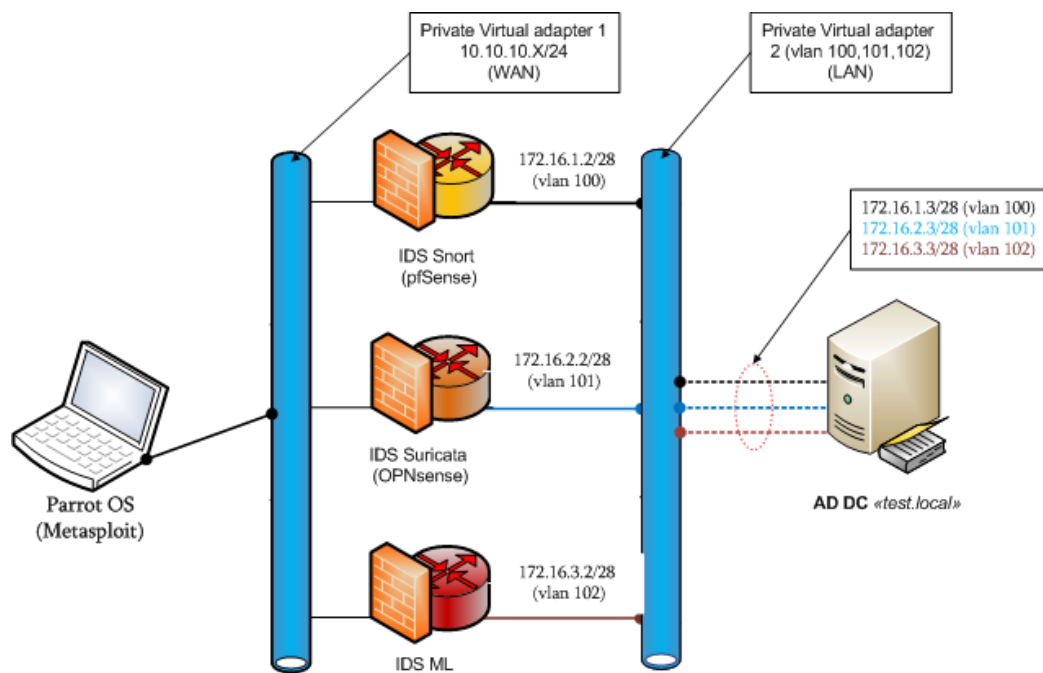 Private Virtual adapter 1
10.10.10.X/24
(WAN)
Private Virtual adapter
2 (vlan 100,101,102)
(LAN)
172.16.1.2/28
(vlan 100)
IDS Snort
(pfSense)
172.16.1.3/28 (vlan 100)
172.16.2.3/28 (vlan 101)
172.16.3.3/28 (vlan 102)
172.16.2.2/28
(vlan 101)
IDS Suricata
(OPNsense)
Parrot OS
(Metasploit)
AD DC «test.local»
172.16.3.2/28
(vlan 102)
IDS ML